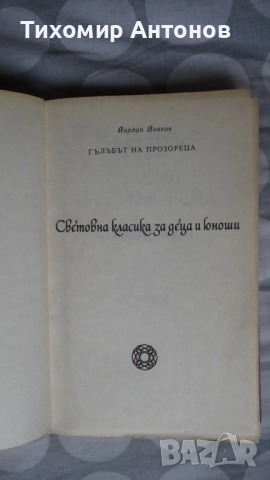 Тихомир Антонов
Йордан Йовков
ГЪЛЪБЪТ НА ПРОЗОРЕЦА
Световна класика за деца и юноши
BAZAR